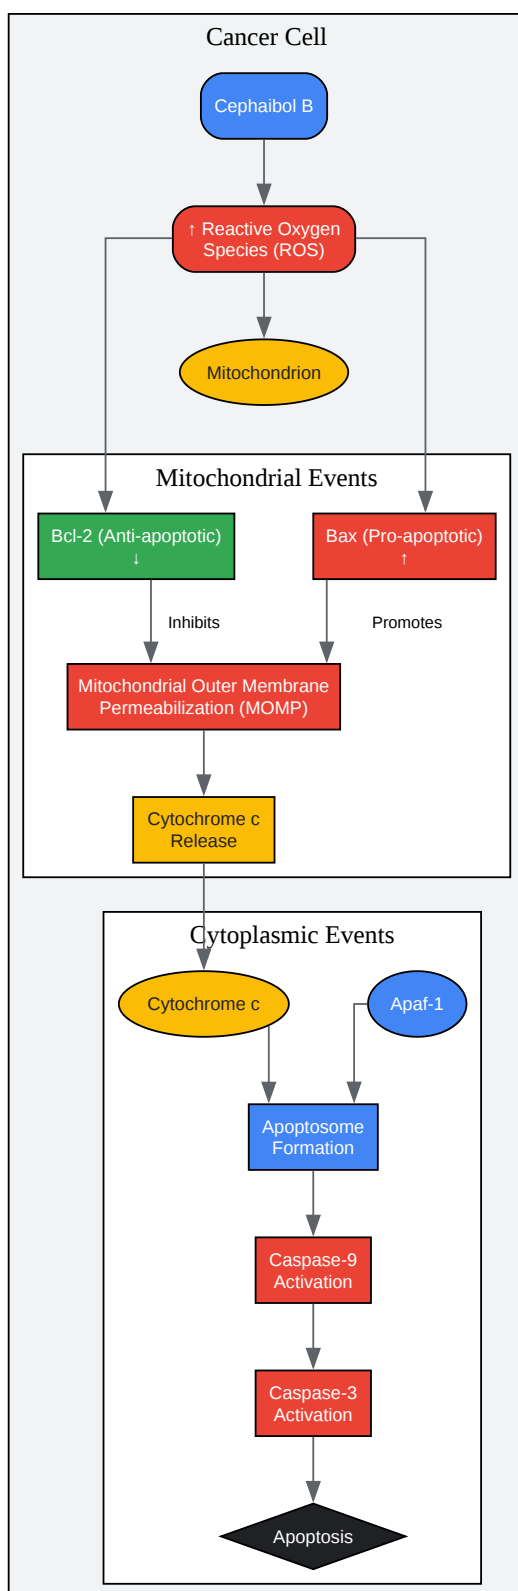 Cancer Cell
Cephaibol B
↑ Reactive Oxygen
Species (ROS)
Mitochondrion
Mitochondrial Events
Bcl-2 (Anti-apoptotic)
↓
Bax (Pro-apoptotic)
↑
Inhibits
Promotes
Mitochondrial Outer Membrane
Permeabilization (MOMP)
Cytochrome c
Release
Cytoplasmic Events
Cytochrome c
Apaf-1
Apoptosome
Formation
Caspase-9
Activation
Caspase-3
Activation
Apoptosis